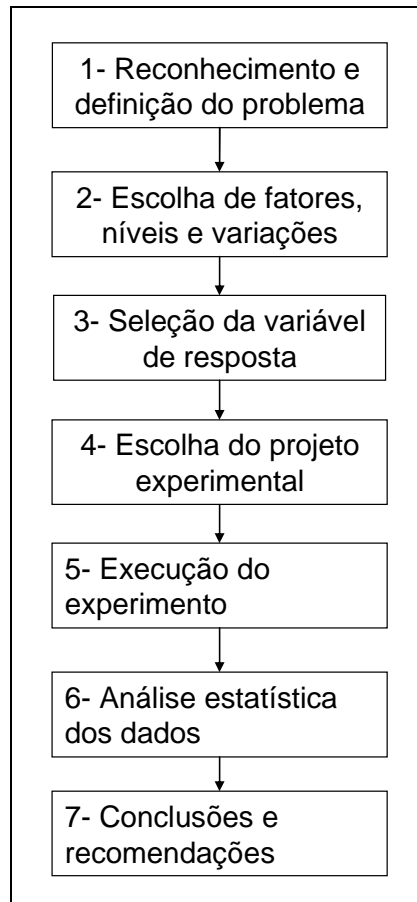 1- Reconhecimento e
definição do problema
2- Escolha de fatores,
níveis e variações
3- Seleção da variável
de resposta
4- Escolha do projeto
experimental
5- Execução do
experimento
6- Análise estatística
dos dados
7- Conclusões e
recomendações